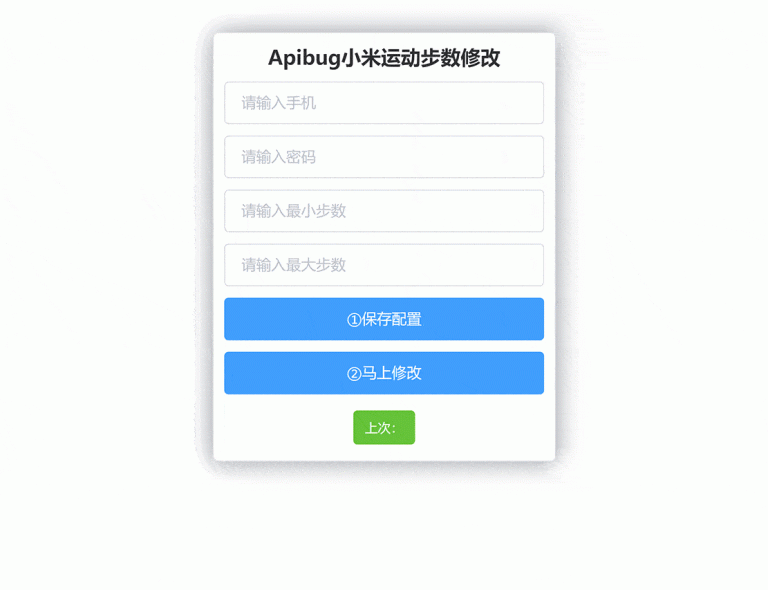 Apibug小米运动步数修改
请输入手机
请输入密码
请输入最小步数
请输入最大步数
①保存配置
②马上修改
上次：